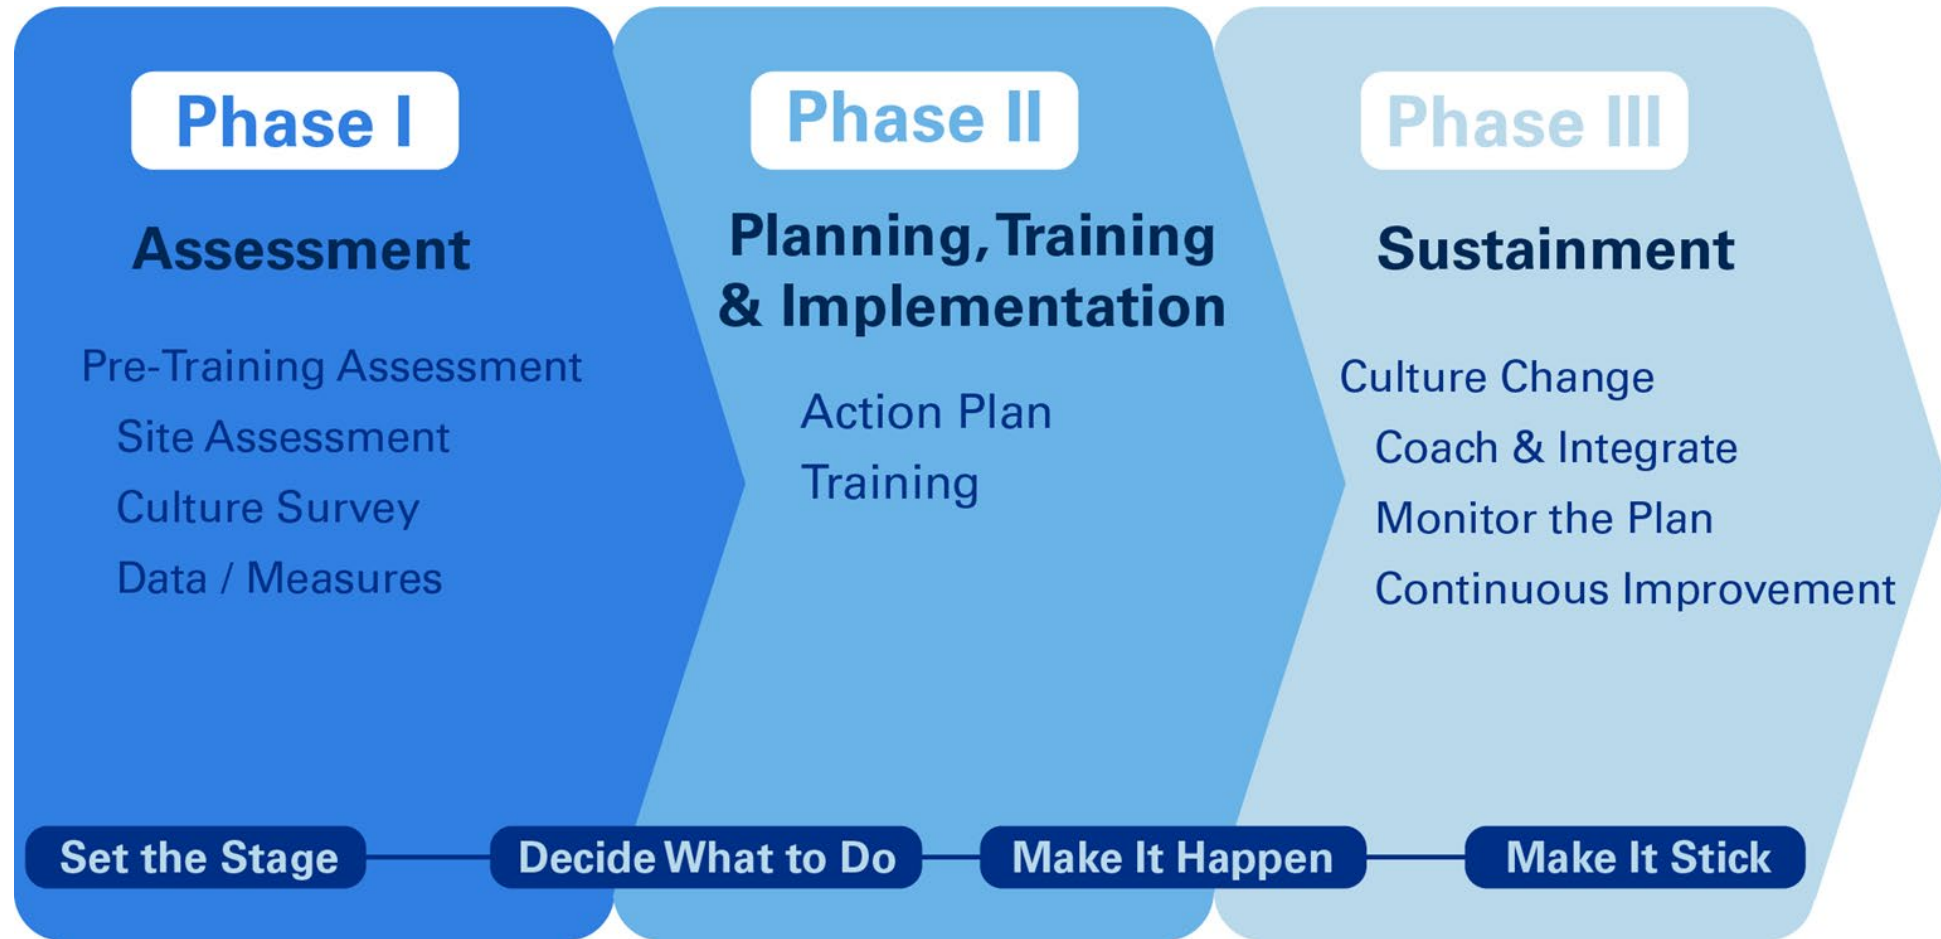 Phase I
Assessment
Pre-Training Assessment
Site Assessment
Culture Survey
Data / Measures
Phase II
Planning, Training
& Implementation
Action Plan
Training
Phase III
Sustainment
Culture Change
Coach & Integrate
Monitor the Plan
Continuous Improvement
Set the Stage
Decide What to Do
Make It Happen
Make It Stick